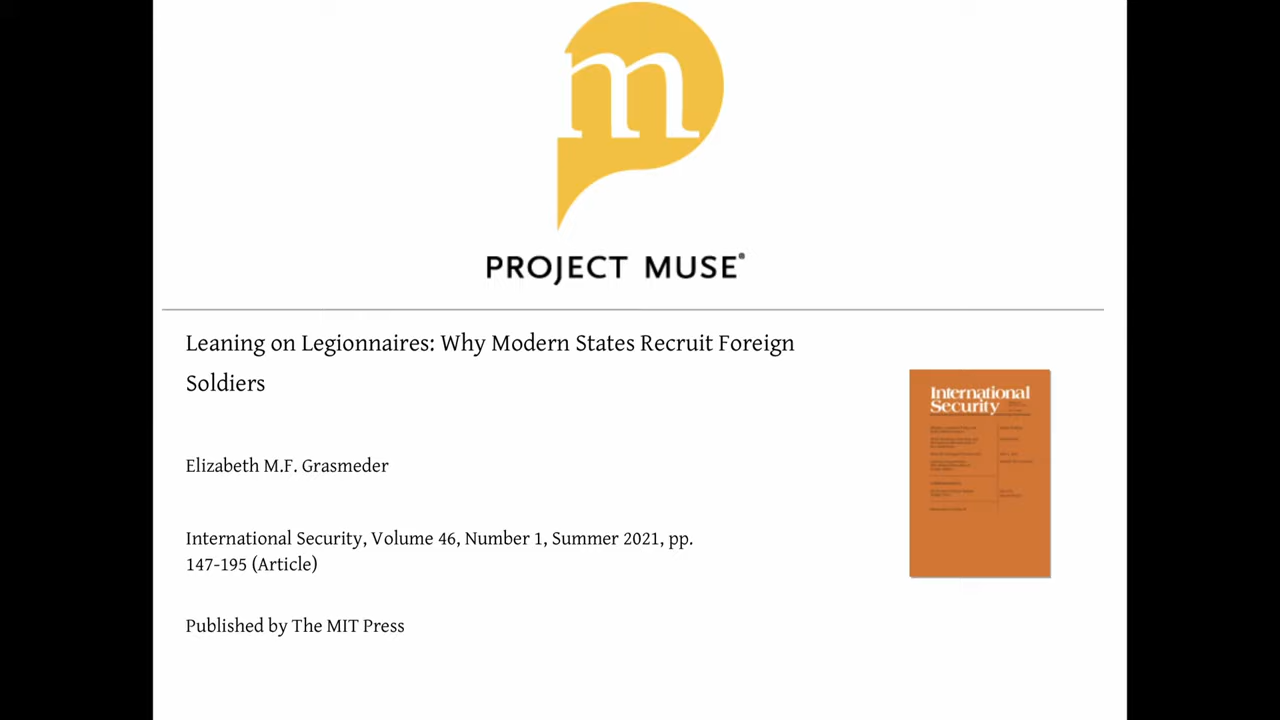 m
PROJECT MUSE®
Leaning on Legionnaires: Why Modern States Recruit Foreign
Soldiers
Elizabeth M.F. Grasmeder
International Security, Volume 46, Number 1, Summer 2021, pp.
147-195 (Article)
Published by The MIT Press
International
Security